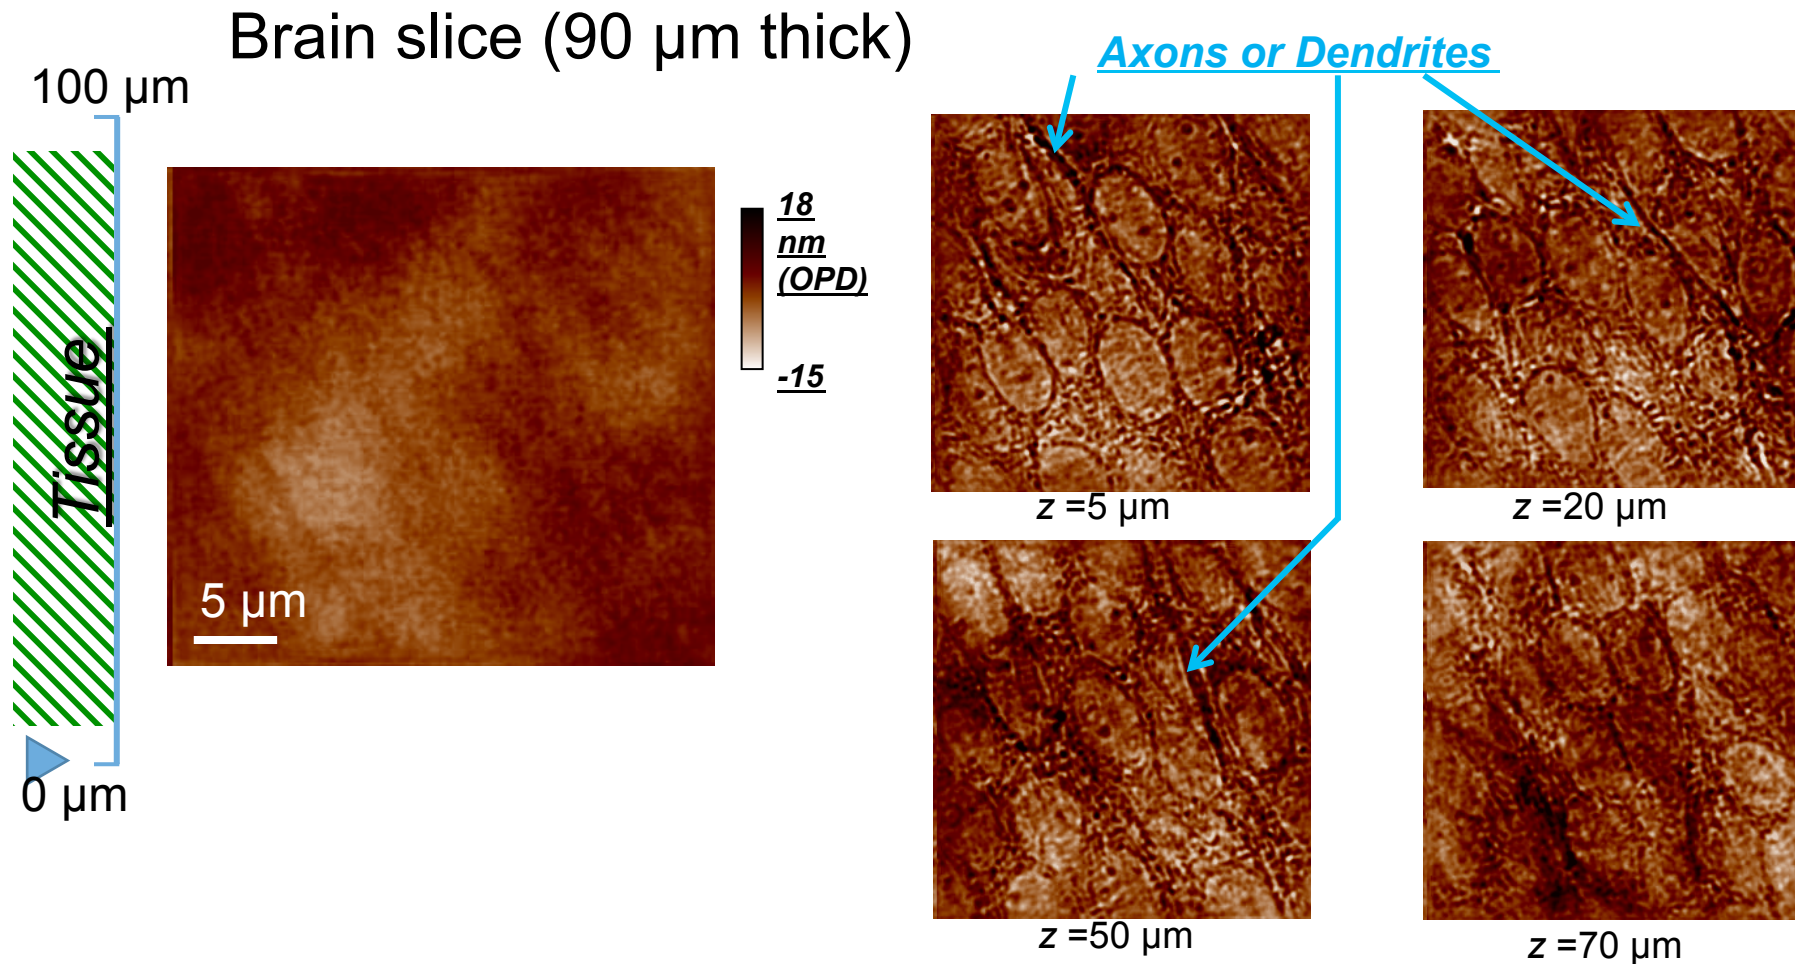 Brain slice (90 µm thick)
Axons or Dendrites
100 µm
Tissue
0 µm
5 µm
18
nm
(OPD)
-15
z =5 µm
z =20 µm
z =50 µm
z =70 µm